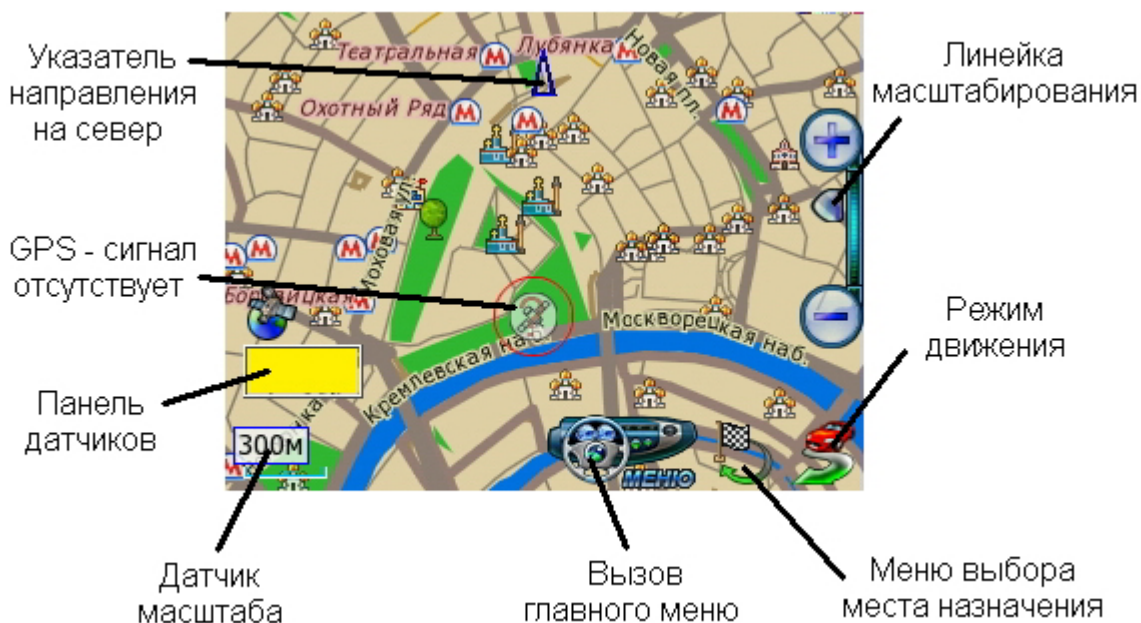 Указатель
направления
на север
GPS - сигнал
отсутствует
Панель
датчиков
Датчик
масштаба
Вызов
главного меню
Меню выбора
места назначения
Режим
движения
Линейка
масштабирования
Театральная
Лубянка
Новая пл.
Охотный Ряд
Моховая ул.
Кремлевская наб.
Москворецкая наб.
300м
МЕНЮ